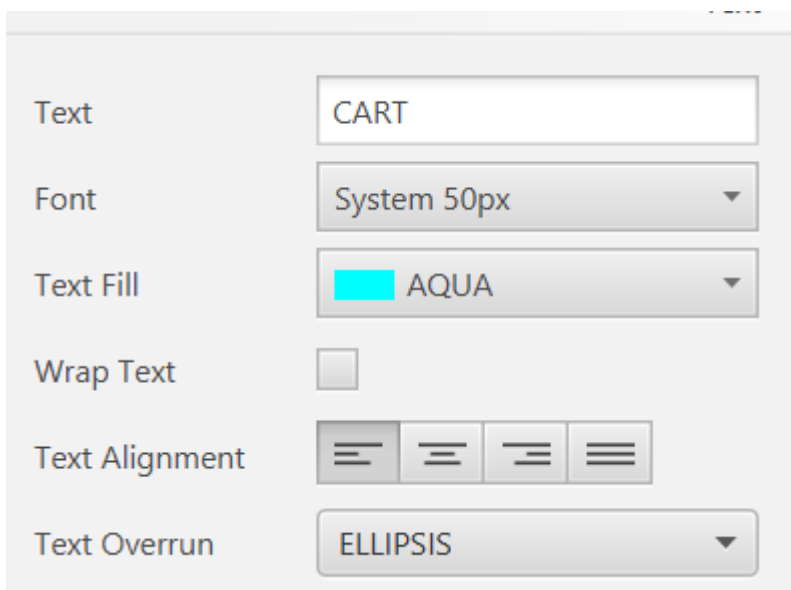 Text CART
Font System 50px
Text Fill AQUA
Wrap Text
Text Alignment
Text Overrun ELLIPSIS